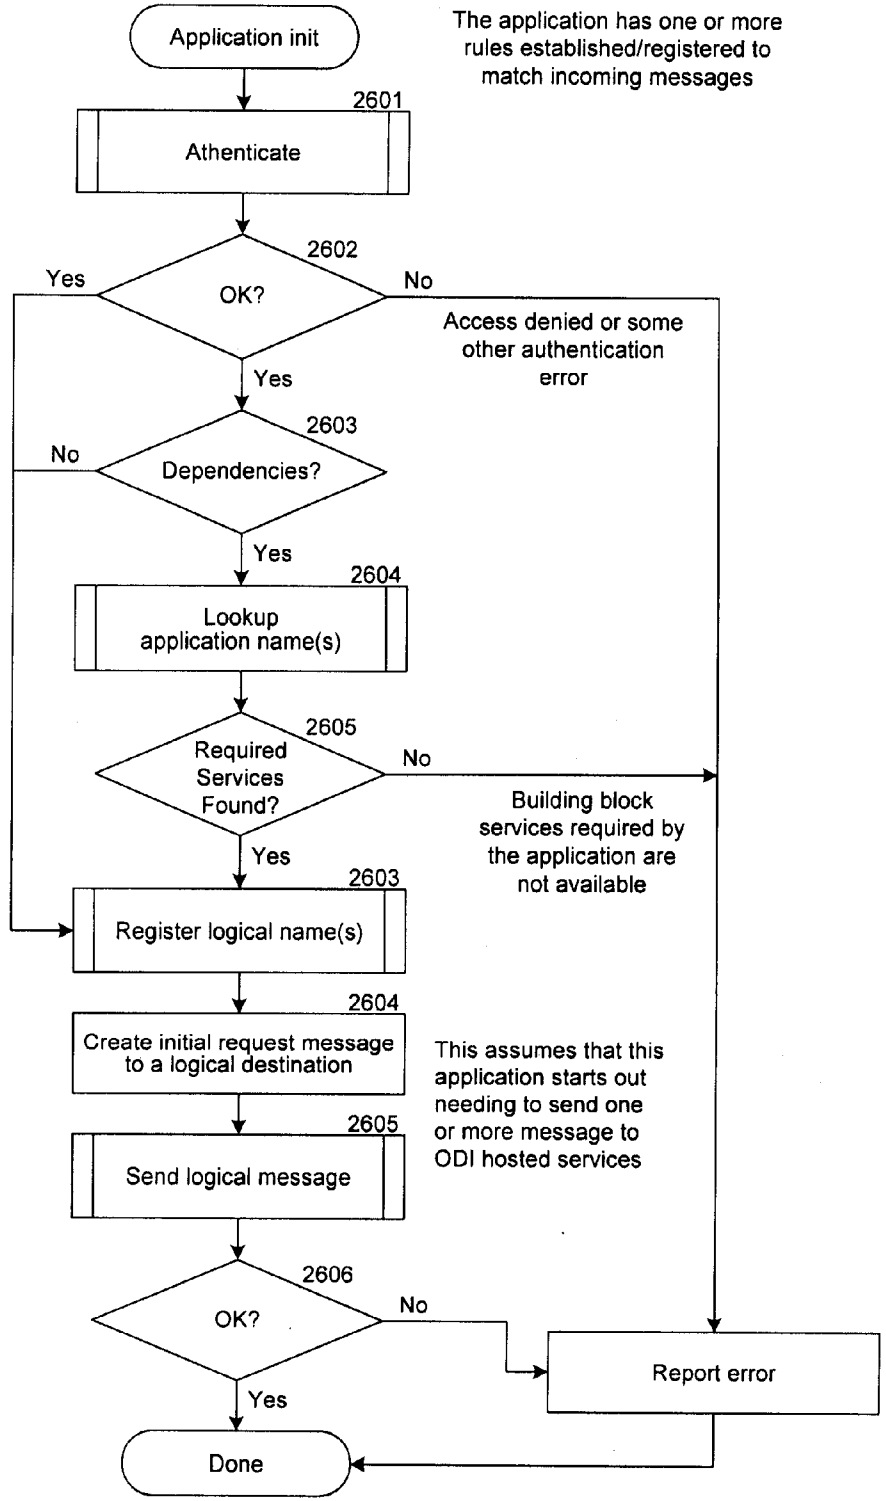 Application init
The application has one or more
rules established/registered to
match incoming messages
2601
Athenticate
2602
OK?
Yes
No
Access denied or some
other authentication
error
Yes
2603
Dependencies?
No
Yes
2604
Lookup
application name(s)
2605
Required
Services
Found?
No
Building block
services required by
the application are
not available
Yes
2603
Register logical name(s)
2604
Create initial request message
to a logical destination
This assumes that this
application starts out
needing to send one
or more message to
ODI hosted services
2605
Send logical message
2606
OK?
No
Report error
Yes
Done